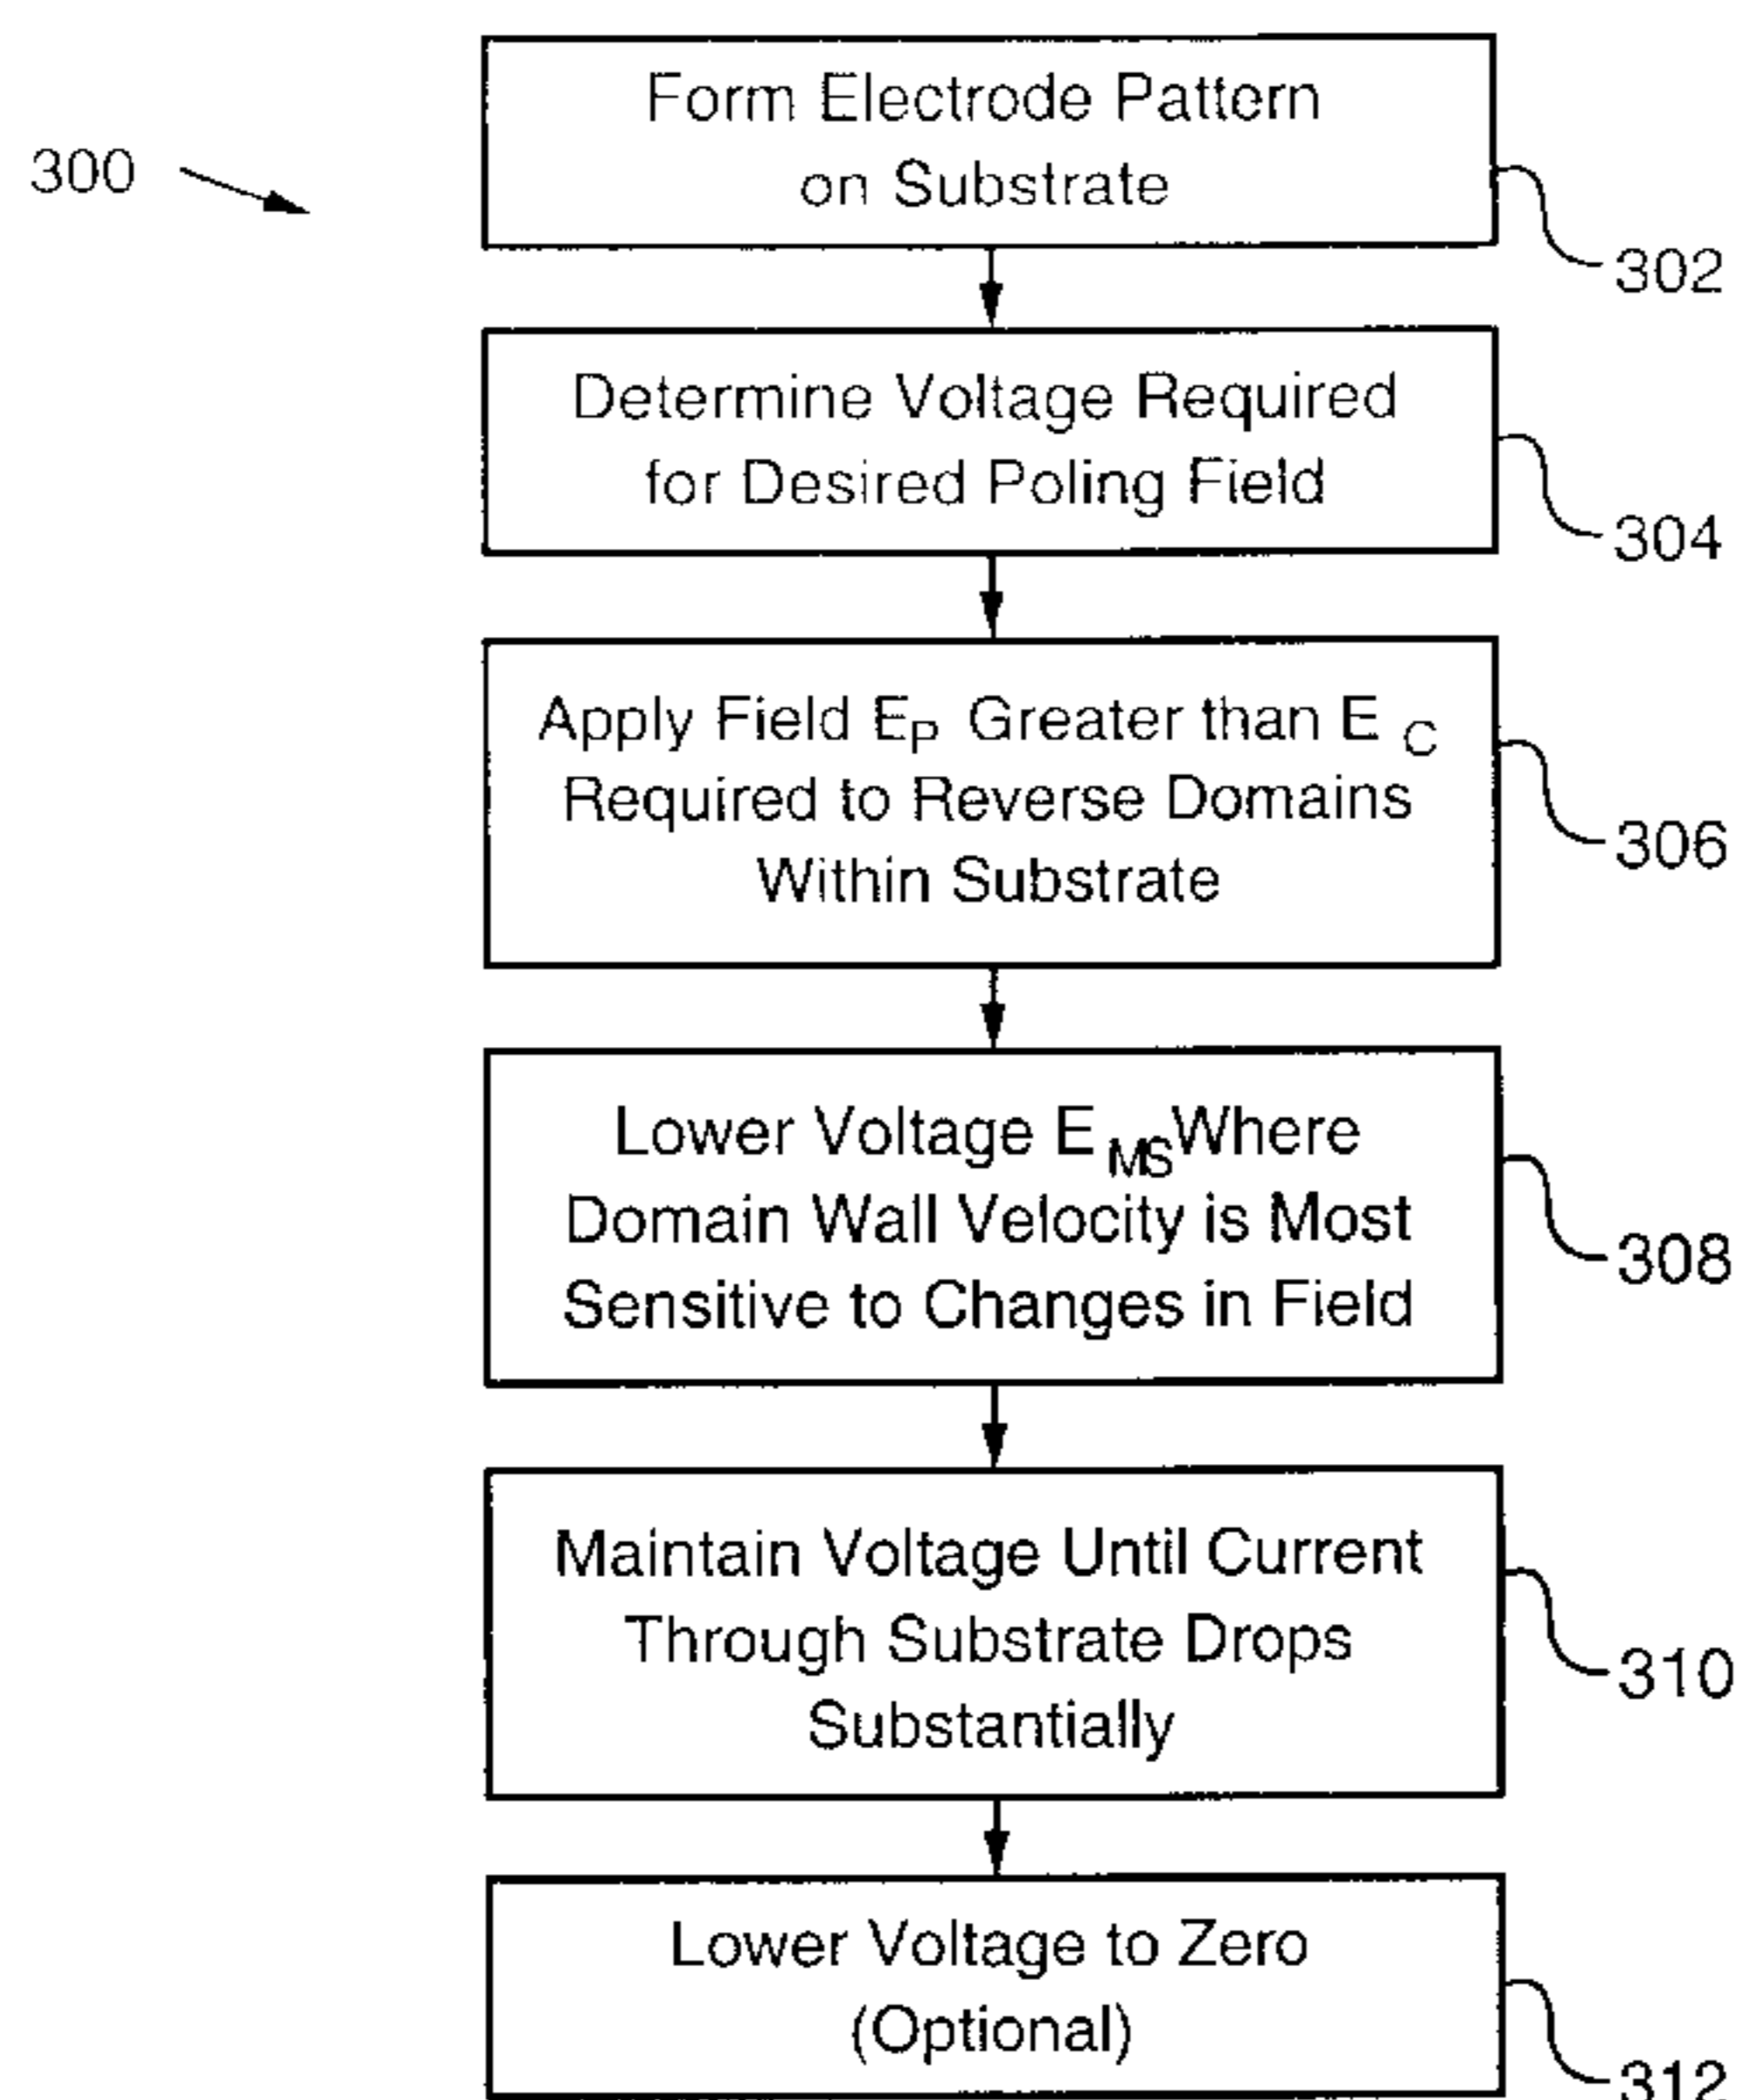 Form Electrode Pattern
on Substrate
300
302
Determine Voltage Required
for Desired Poling Field
304
Apply Field EP Greater than E C
Required to Reverse Domains
Within Substrate
306
Lower Voltage E MS Where
Domain Wall Velocity is Most
Sensitive to Changes in Field
308
Maintain Voltage Until Current
Through Substrate Drops
Substantially
310
Lower Voltage to Zero
(Optional)
312